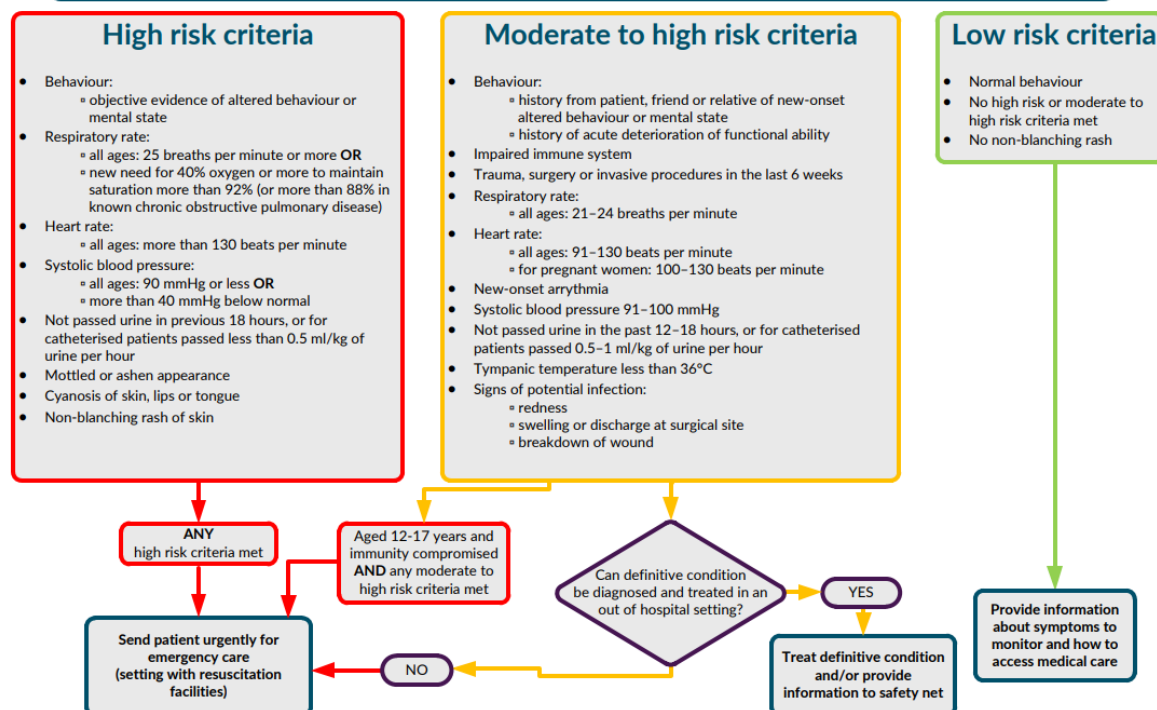 High risk criteria
• Behaviour:
▫ objective evidence of altered behaviour or
mental state
• Respiratory rate:
▫ all ages: 25 breaths per minute or more OR
▫ new need for 40% oxygen or more to maintain
saturation more than 92% (or more than 88% in
known chronic obstructive pulmonary disease)
• Heart rate:
▫ all ages: more than 130 beats per minute
• Systolic blood pressure:
▫ all ages: 90 mmHg or less OR
▫ more than 40 mmHg below normal
• Not passed urine in previous 18 hours, or for
catheterised patients passed less than 0.5 ml/kg of
urine per hour
• Mottled or ashen appearance
• Cyanosis of skin, lips or tongue
• Non-blanching rash of skin
Moderate to high risk criteria
• Behaviour:
▫ history from patient, friend or relative of new-onset
altered behaviour or mental state
▫ history of acute deterioration of functional ability
• Impaired immune system
• Trauma, surgery or invasive procedures in the last 6 weeks
• Respiratory rate:
▫ all ages: 21–24 breaths per minute
• Heart rate:
▫ all ages: 91–130 beats per minute
▫ for pregnant women: 100–130 beats per minute
• New-onset arrythmia
• Systolic blood pressure 91–100 mmHg
• Not passed urine in the past 12–18 hours, or for catheterised
patients passed 0.5–1 ml/kg of urine per hour
• Tympanic temperature less than 36°C
• Signs of potential infection:
▫ redness
▫ swelling or discharge at surgical site
▫ breakdown of wound
Low risk criteria
• Normal behaviour
• No high risk or moderate to
high risk criteria met
• No non-blanching rash
ANY
high risk criteria met
Aged 12-17 years and
immunity compromised
AND any moderate to
high risk criteria met
Can definitive condition
be diagnosed and treated in an
out of hospital setting?
YES
NO
Send patient urgently for
emergency care
(setting with resuscitation
facilities)
Treat definitive condition
and/or provide
information to safety net
Provide information
about symptoms to
monitor and how to
access medical care